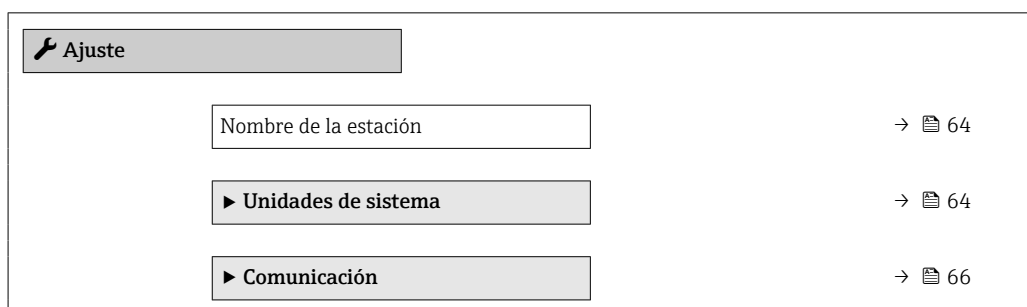 Ajuste
Nombre de la estación → 64
▶ Unidades de sistema → 64
▶ Comunicación → 66